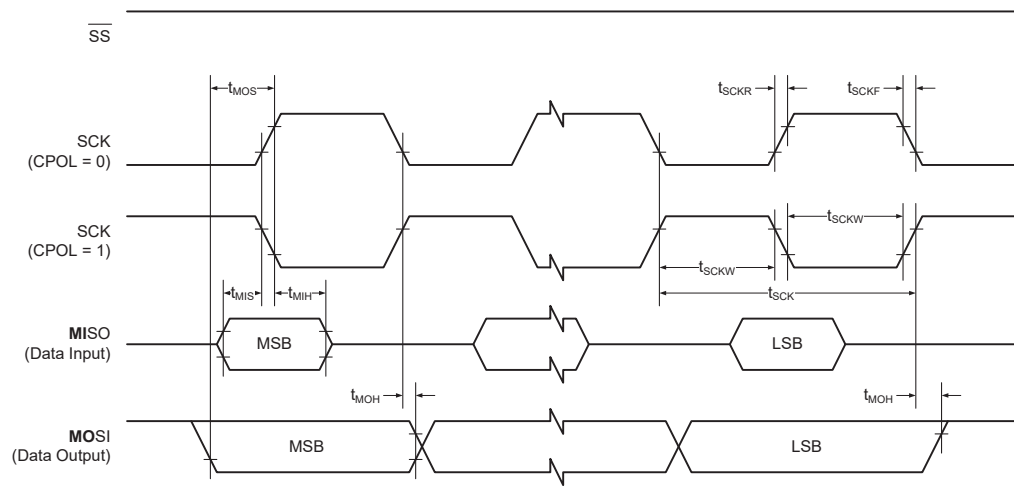 SS
tMOS
tSCKR
tSCKF
SCK
(CPOL = 0)
SCK
(CPOL = 1)
tSCKW
tSCKW
tSCK
tMIS
tMIH
MISO
(Data Input)
MSB
LSB
tMOH
tMOH
MOSI
(Data Output)
MSB
LSB